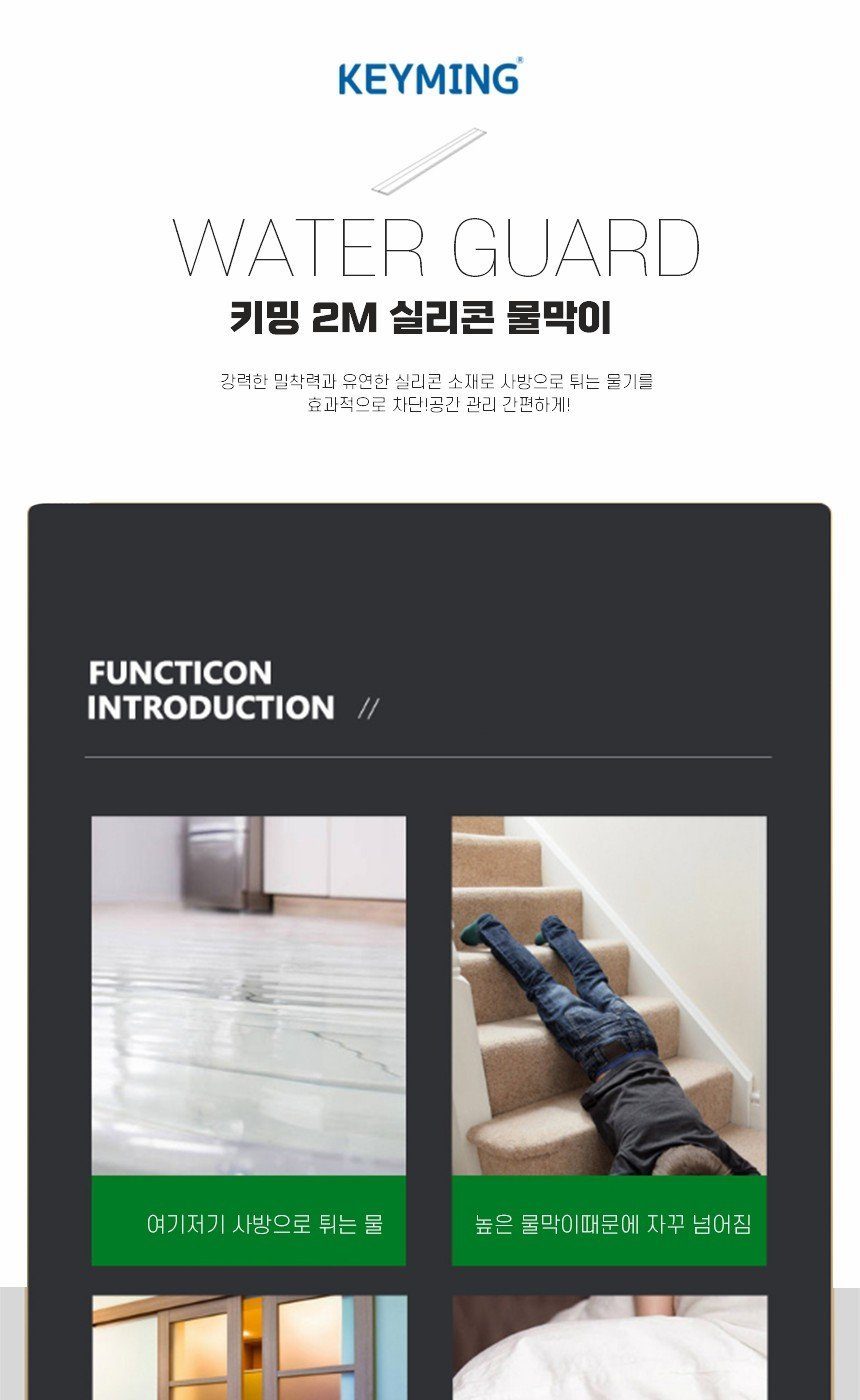 KEYMING®
WATER GUARD
키밍 2M 실리콘 물막이
강력한 밀착력과 유연한 실리콘 소재로 사방으로 튀는 물기를
효과적으로 차단!공간 관리 간편하게!
FUNCTICON
INTRODUCTION //
여기저기 사방으로 튀는 물
높은 물막이때문에 자꾸 넘어짐